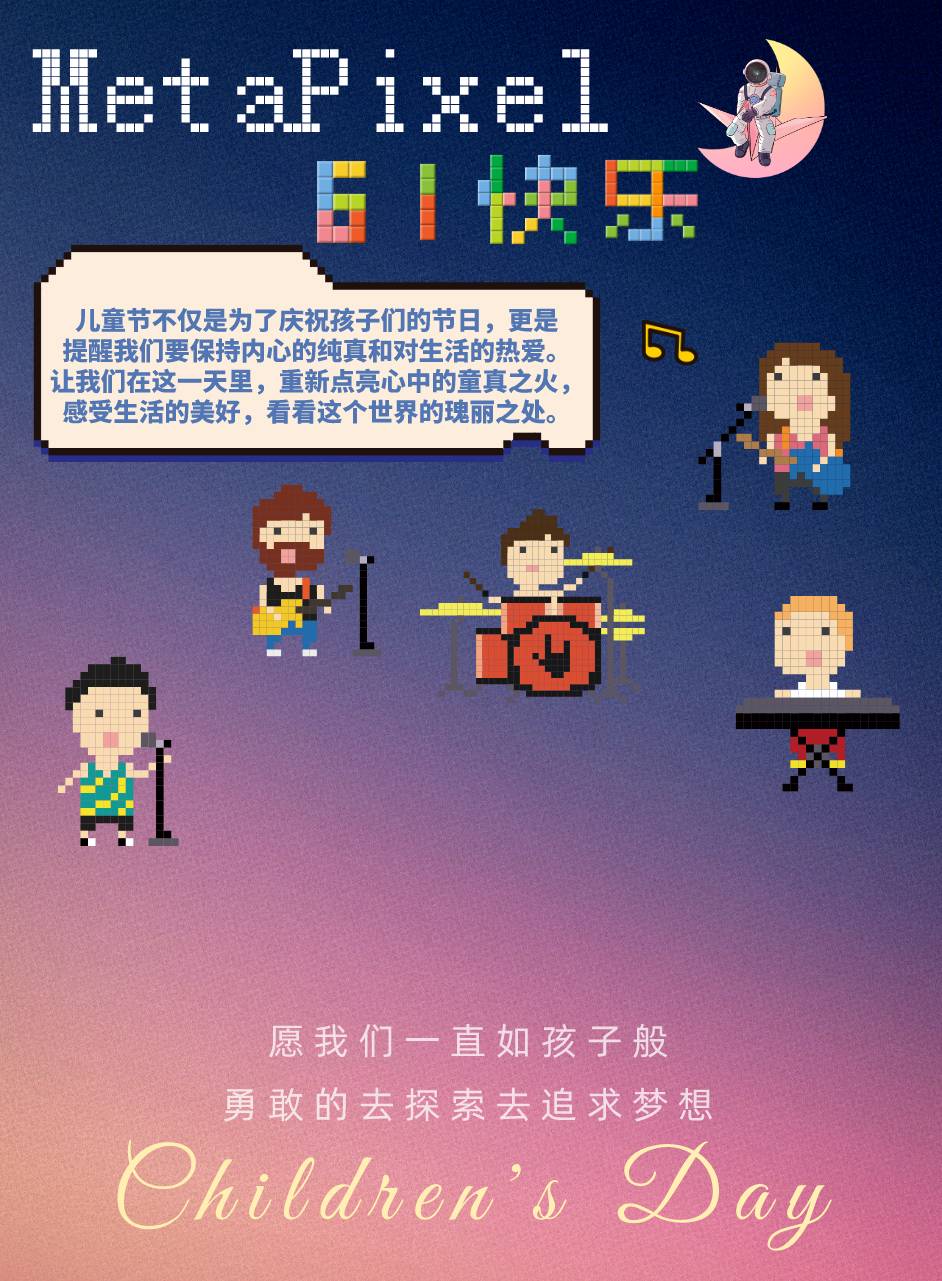 MetaPixel
61快乐
儿童节不仅是为了庆祝孩子们的节日，更是
提醒我们要保持内心的纯真和对生活的热爱。
让我们在这一天里，重新点亮心中的童真之火，
感受生活的美好，看看这个世界的瑰丽之处。
愿我们一直如孩子般
勇敢的去探索去追求梦想
Children's Day